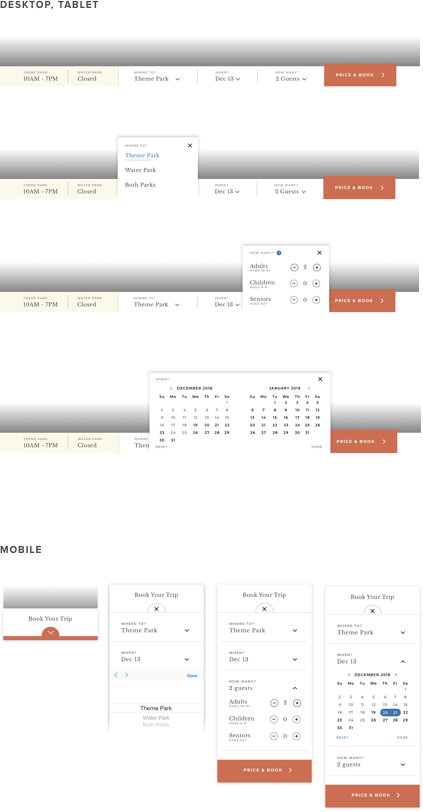 DESKTOP, TABLET
THEME PARK WATER PARK WHERE TO? WHEN? HOW MANY?
10AM - 7PM Closed Theme Park Dec 13 2 Guests PRICE & BOOK
WHERE TO?
Theme Park
Water Park
Both Parks
THEME PARK WATER PARK WHEN? HOW MANY?
10AM - 7PM Closed Dec 13 2 Guests PRICE & BOOK
HOW MANY?
Adults 2
Children 0
AGES 4-9
Seniors 0
THEME PARK WATER PARK WHERE TO? WHEN?
10AM - 7PM Closed Theme Park Dec 13 PRICE & BOOK
WHEN?
DECEMBER 2018 JANUARY 2019
Su Mo Tu We Th Fr Sa Su Mo Tu We Th Fr Sa
1 1 2 3 4 5
2 3 4 5 6 7 8 6 7 8 9 10 11 12
9 10 11 12 13 14 15 13 14 15 16 17 18 19
16 17 18 19 20 21 22 20 21 22 23 24 25 26
23 24 25 26 27 28 29 26 27 28 29 30 31
30 31
RESET DONE
THEME PARK WATER PARK WHERE
10AM - 7PM Closed Them PRICE & BOOK
MOBILE
Book Your Trip
Book Your Trip
WHERE TO?
Theme Park
WHEN?
Dec 13
Done
Theme Park
Water Park
Both Parks
Book Your Trip
WHERE TO?
Theme Park
WHEN?
Dec 13
HOW MANY?
2 guests
Adults 2
Children 0
AGES 4-9
Seniors 0
PRICE & BOOK
Book Your Trip
WHERE TO?
Theme Park
WHEN?
Dec 13
DECEMBER 2018
Su Mo Tu We Th Fr Sa
1
2 3 4 5 6 7 8
9 10 11 12 13 14 15
16 17 18 19 20 21 22
23 24 25 26 27 28 29
30 31
RESET DONE
HOW MANY?
2 guests
PRICE & BOOK